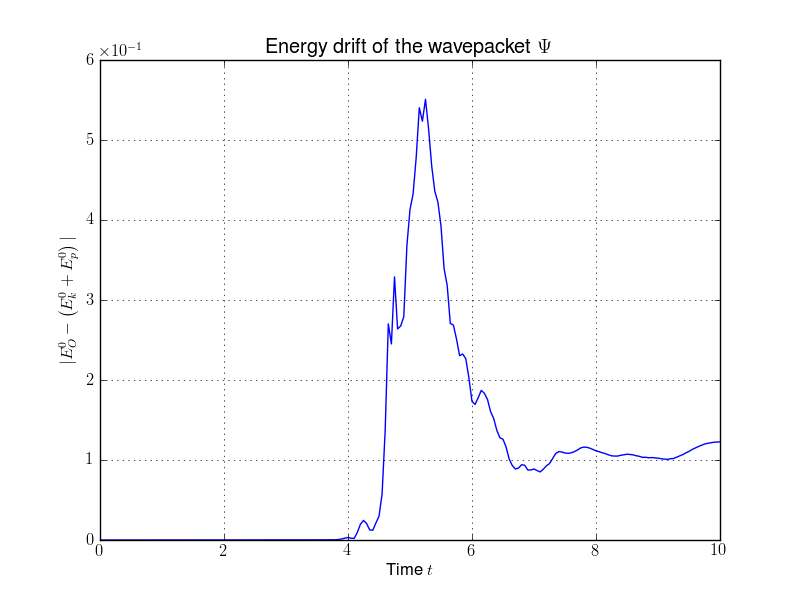 Energy drift of the wavepacket Ψ
×10⁻¹
6
5
4
3
2
1
0
|E_O^0 − (E_k^0 + E_p^0)|
0 2 4 6 8 10
Time t